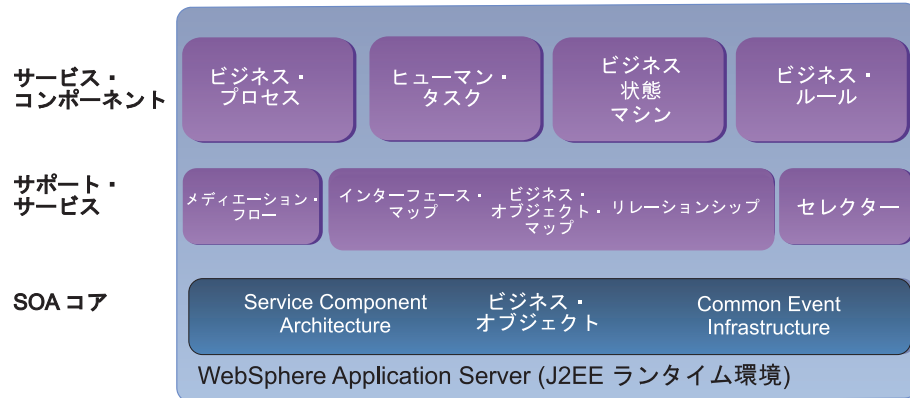 サービス・
コンポーネント
ビジネス・
プロセス
ヒューマン・
タスク
ビジネス
状態
マシン
ビジネス・
ルール
サポート・
サービス
メディエーション・
フロー
インターフェース・
マップ
ビジネス・
オブジェクト・
マップ
リレーションシップ
セレクター
SOA コア
Service Component
Architecture
ビジネス・
オブジェクト
Common Event
Infrastructure
WebSphere Application Server (J2EE ランタイム環境)